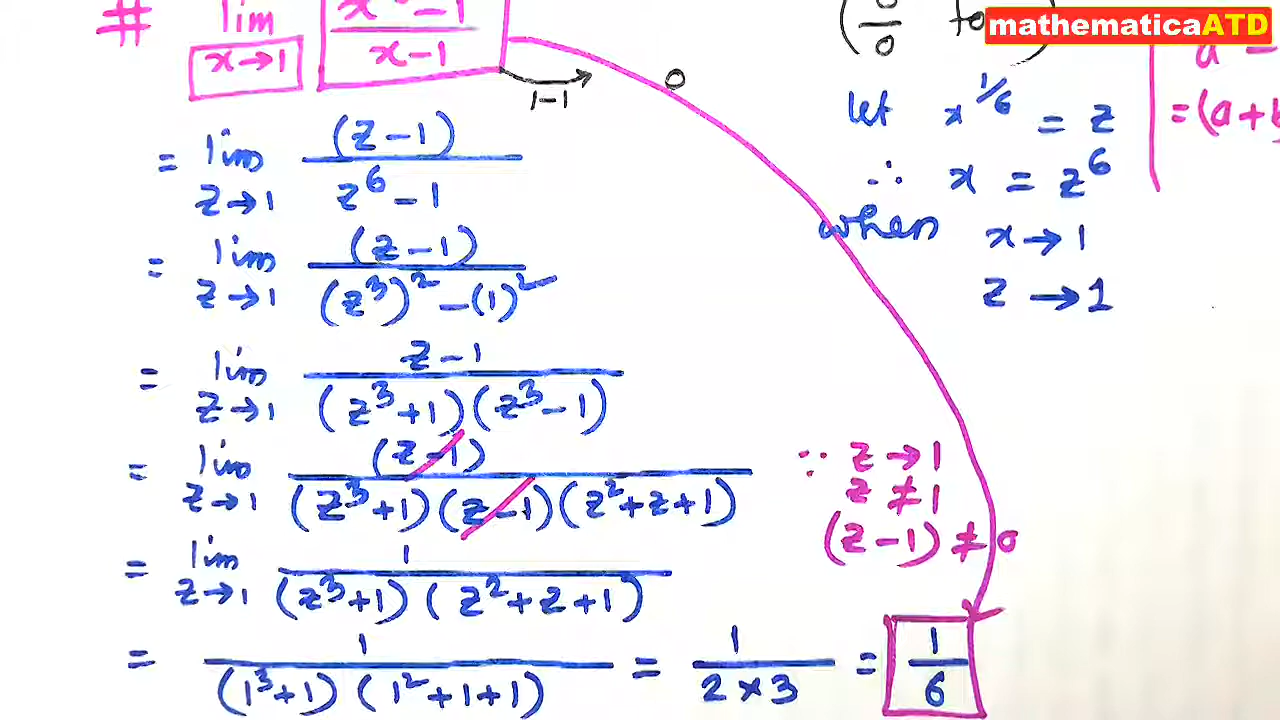 # lim x→1 x -1 / x-1
(0/0 fo )
mathematicaATD
1-1
0
let x^1/6 = z
∴ x = z^6
when x→1
z→1
a -
=(a+b
= lim z→1 (z-1) / z^6 -1
= lim z→1 (z-1) / (z^3)^2 -(1)^2
= lim z→1 z-1 / (z^3+1)(z^3-1)
= lim z→1 (z-1) / (z^3+1)(z-1)(z^2+z+1)
∵ z→1
z ≠ 1
(z-1) ≠ 0
= lim z→1 1 / (z^3+1)(z^2+z+1)
= 1 / (1^3+1)(1^2+1+1) = 1 / 2×3 = 1/6